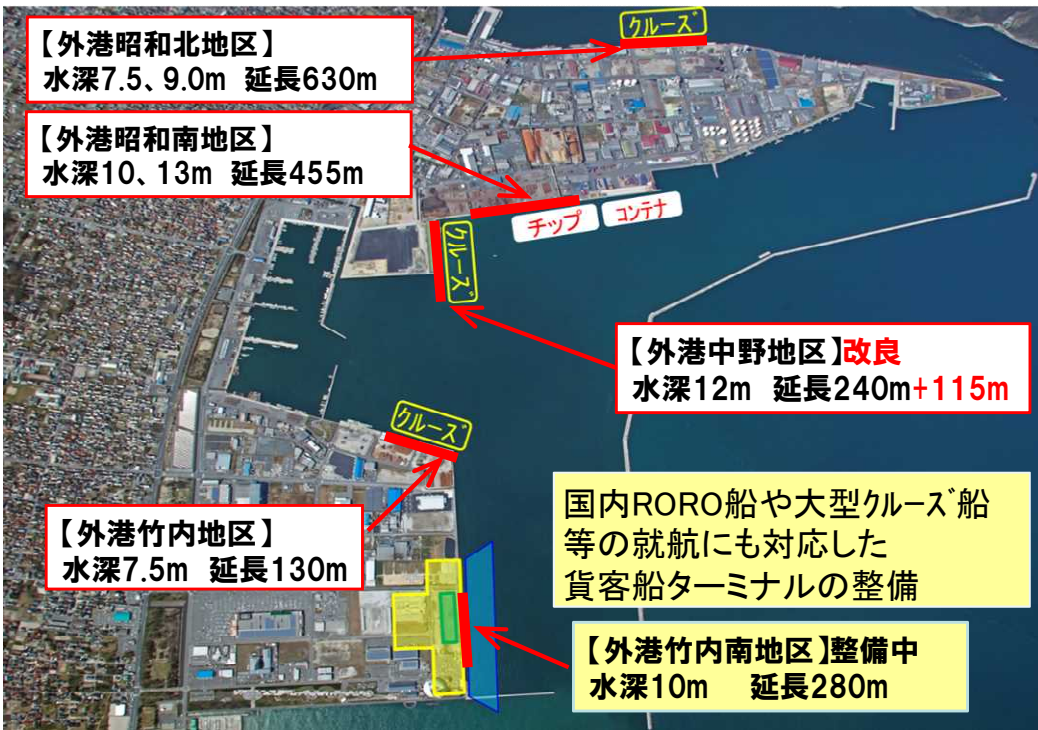 【外港昭和北地区】
水深7.5、9.0m 延長630m
クルーズ
【外港昭和南地区】
水深10、13m 延長455m
チップ
コンテナ
クルーズ
【外港中野地区】改良
水深12m 延長240m+115m
クルーズ
【外港竹内地区】
水深7.5m 延長130m
国内RORO船や大型クルーズ船
等の就航にも対応した
貨客船ターミナルの整備
【外港竹内南地区】整備中
水深10m 延長280m